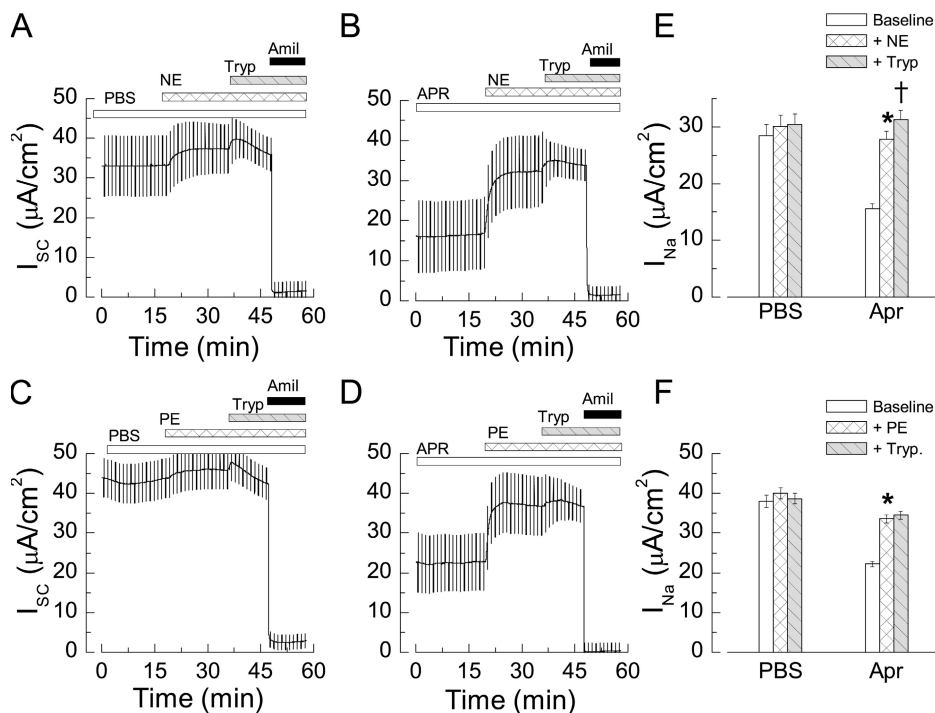 A
Amil
Tryp
NE
PBS
50
40
30
20
10
0
I_SC (μA/cm²)
0 15 30 45 60
Time (min)
B
Amil
Tryp
NE
APR
50
40
30
20
10
0
0 15 30 45 60
Time (min)
E
Baseline
+ NE
+ Tryp
†
*
30
20
10
0
I_Na (μA/cm²)
PBS Apr
C
Amil
Tryp
PE
PBS
50
40
30
20
10
0
I_SC (μA/cm²)
0 15 30 45 60
Time (min)
D
Amil
Tryp
PE
APR
50
40
30
20
10
0
0 15 30 45 60
Time (min)
F
Baseline
+ PE
+ Tryp.
*
50
40
30
20
10
0
I_Na (μA/cm²)
PBS Apr